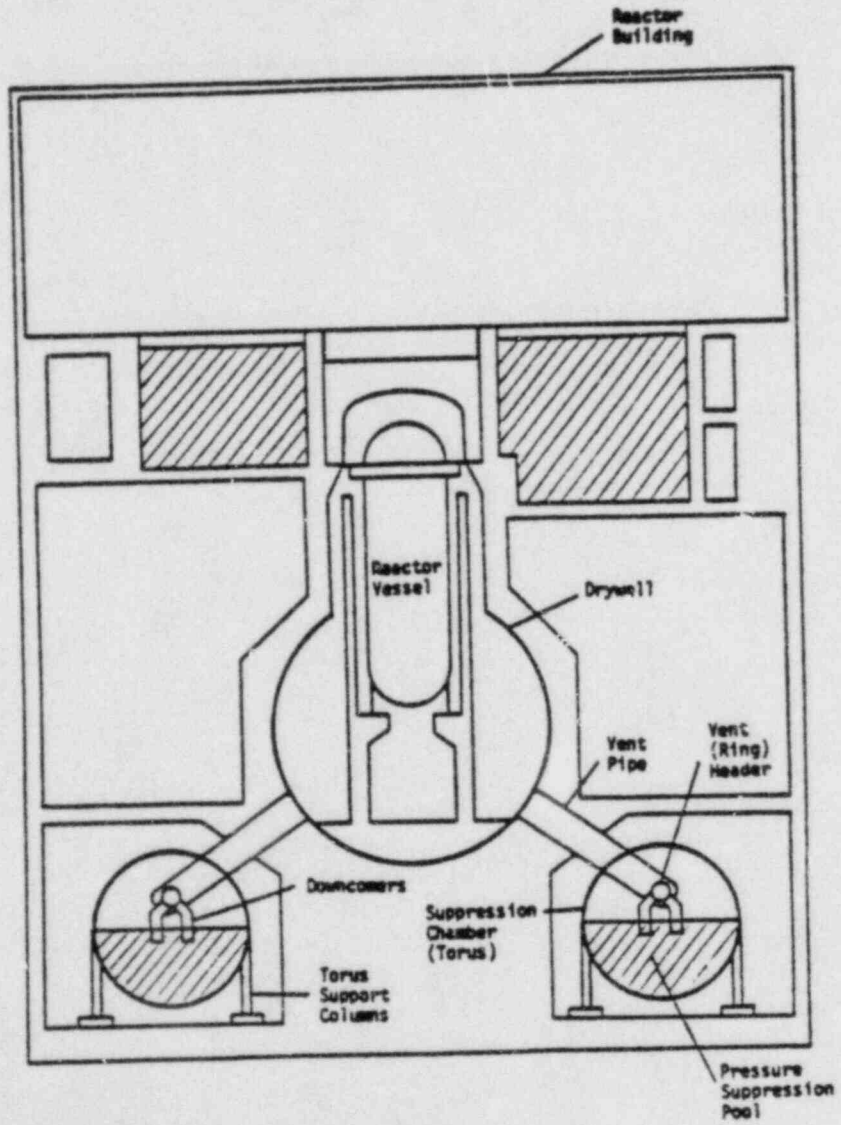 Reactor
Building
Reactor
Vessel
Drywell
Vent
Pipe
Vent
(Ring)
Header
Downcomers
Suppression
Chamber
(Torus)
Torus
Support
Columns
Pressure
Suppression
Pool